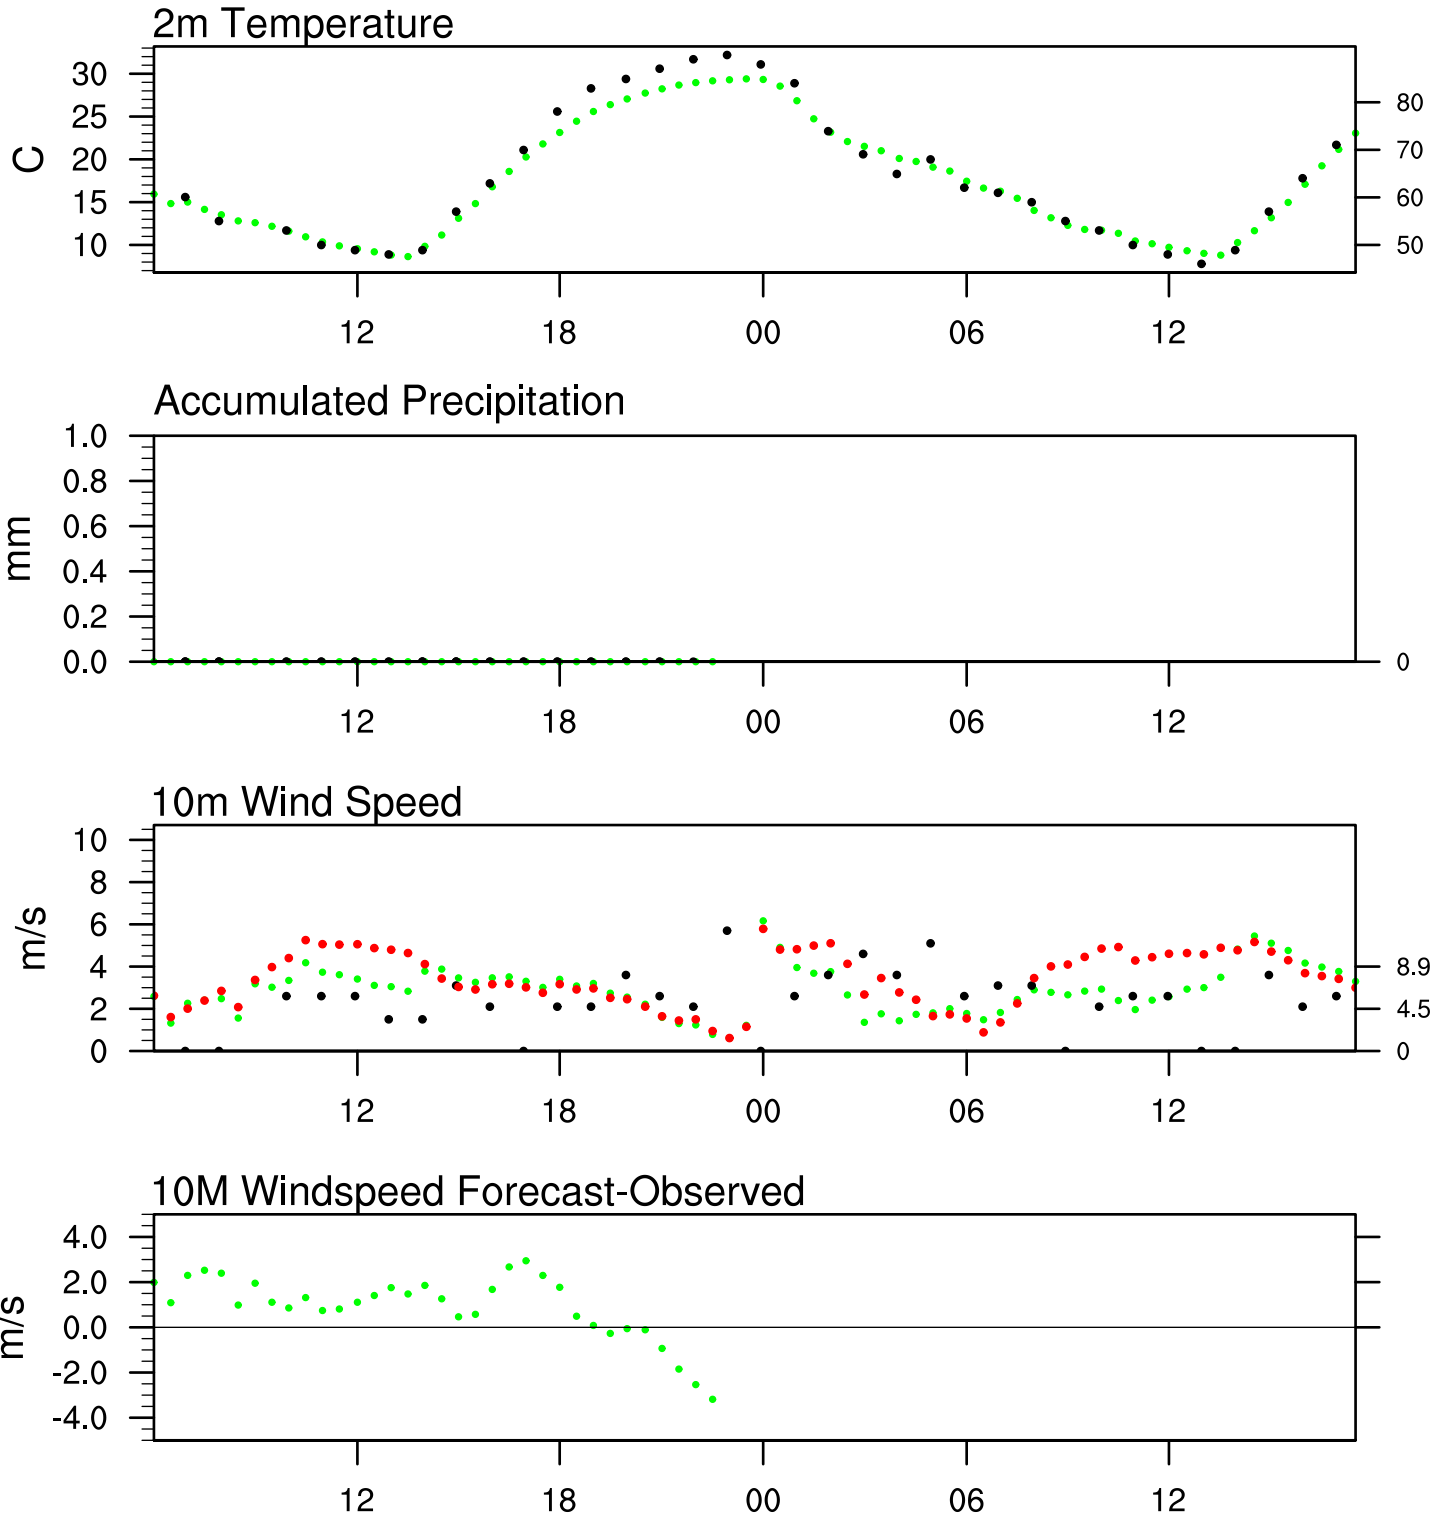 2m Temperature
30
25
20
15
10
C
80
70
60
50
12 18 00 06 12
Accumulated Precipitation
1.0
0.8
0.6
0.4
0.2
0.0
mm
0
12 18 00 06 12
10m Wind Speed
10
8
6
4
2
0
m/s
8.9
4.5
0
12 18 00 06 12
10M Windspeed Forecast-Observed
4.0
2.0
0.0
-2.0
-4.0
m/s
12 18 00 06 12